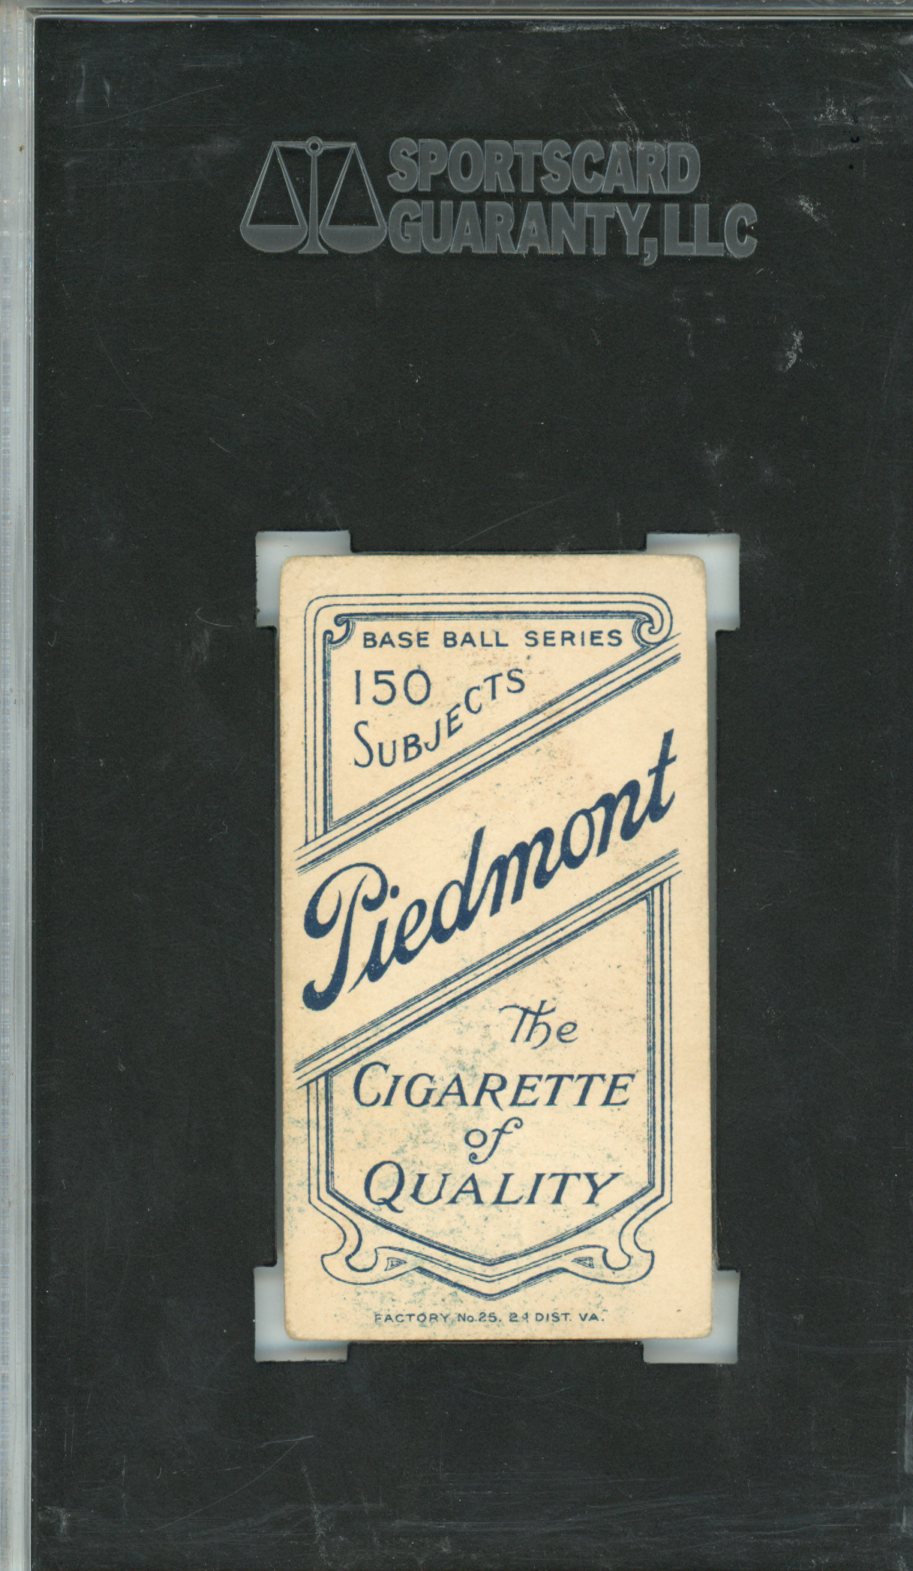 SPORTSCARD
GUARANTY, LLC
BASE BALL SERIES
150
SUBJECTS
Piedmont
The
CIGARETTE
of
QUALITY
FACTORY No. 25. 2d DIST. VA.